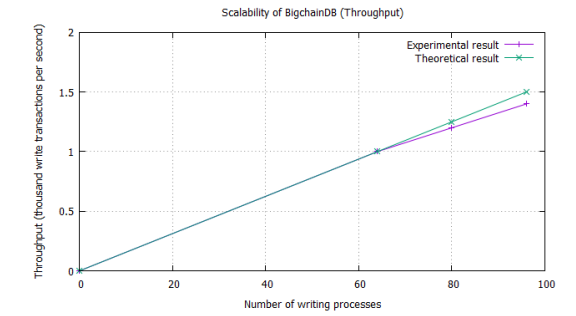 Scalability of BigchainDB (Throughput)
Throughput (thousand write transactions per second)
2
1.5
1
0.5
0
Experimental result
Theoretical result
0 20 40 60 80 100
Number of writing processes